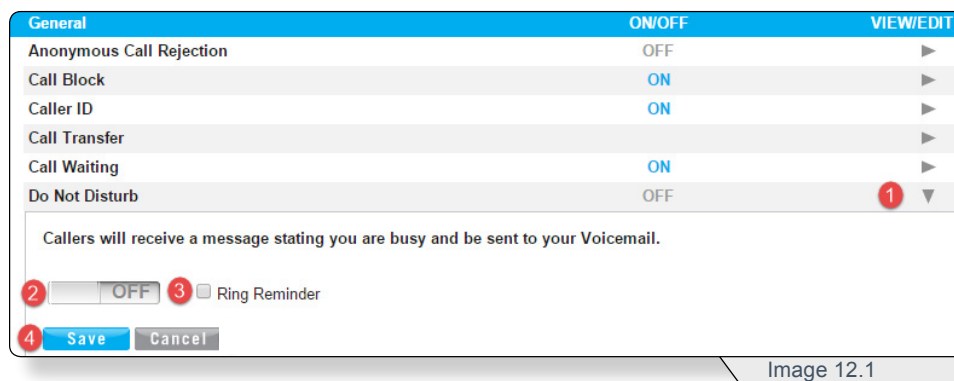 General ON/OFF VIEW/EDIT
Anonymous Call Rejection OFF
Call Block ON
Caller ID ON
Call Transfer
Call Waiting ON
Do Not Disturb OFF 1
Callers will receive a message stating you are busy and be sent to your Voicemail.
2 OFF 3 Ring Reminder
4 Save Cancel
Image 12.1